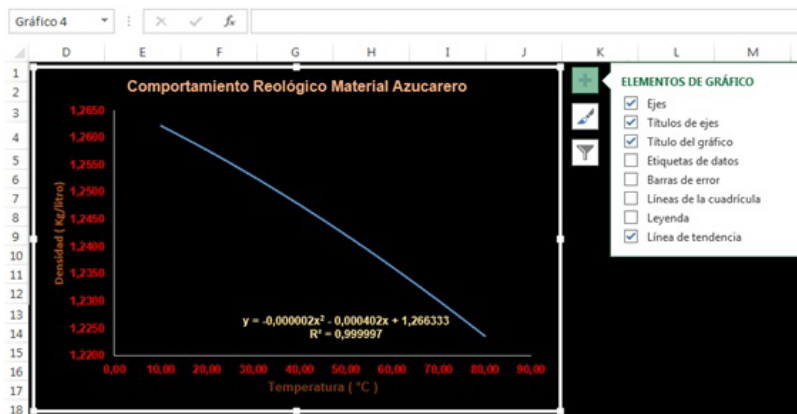 Gráfico 4
fx
D E F G H I J K L M
1
2
3
4
5
6
7
8
9
10
11
12
13
14
15
16
17
18
Comportamiento Reológico Material Azucarero
Densidad ( Kg/litro)
1,2650
1,2600
1,2550
1,2500
1,2450
1,2400
1,2350
1,2300
1,2250
1,2200
y = -0,000002x² - 0,000402x + 1,266333
R² = 0,999997
0,00 10,00 20,00 30,00 40,00 50,00 60,00 70,00 80,00 90,00
Temperatura ( °C )
ELEMENTOS DE GRÁFICO
Ejes
Títulos de ejes
Título del gráfico
Etiquetas de datos
Barras de error
Líneas de la cuadrícula
Leyenda
Línea de tendencia